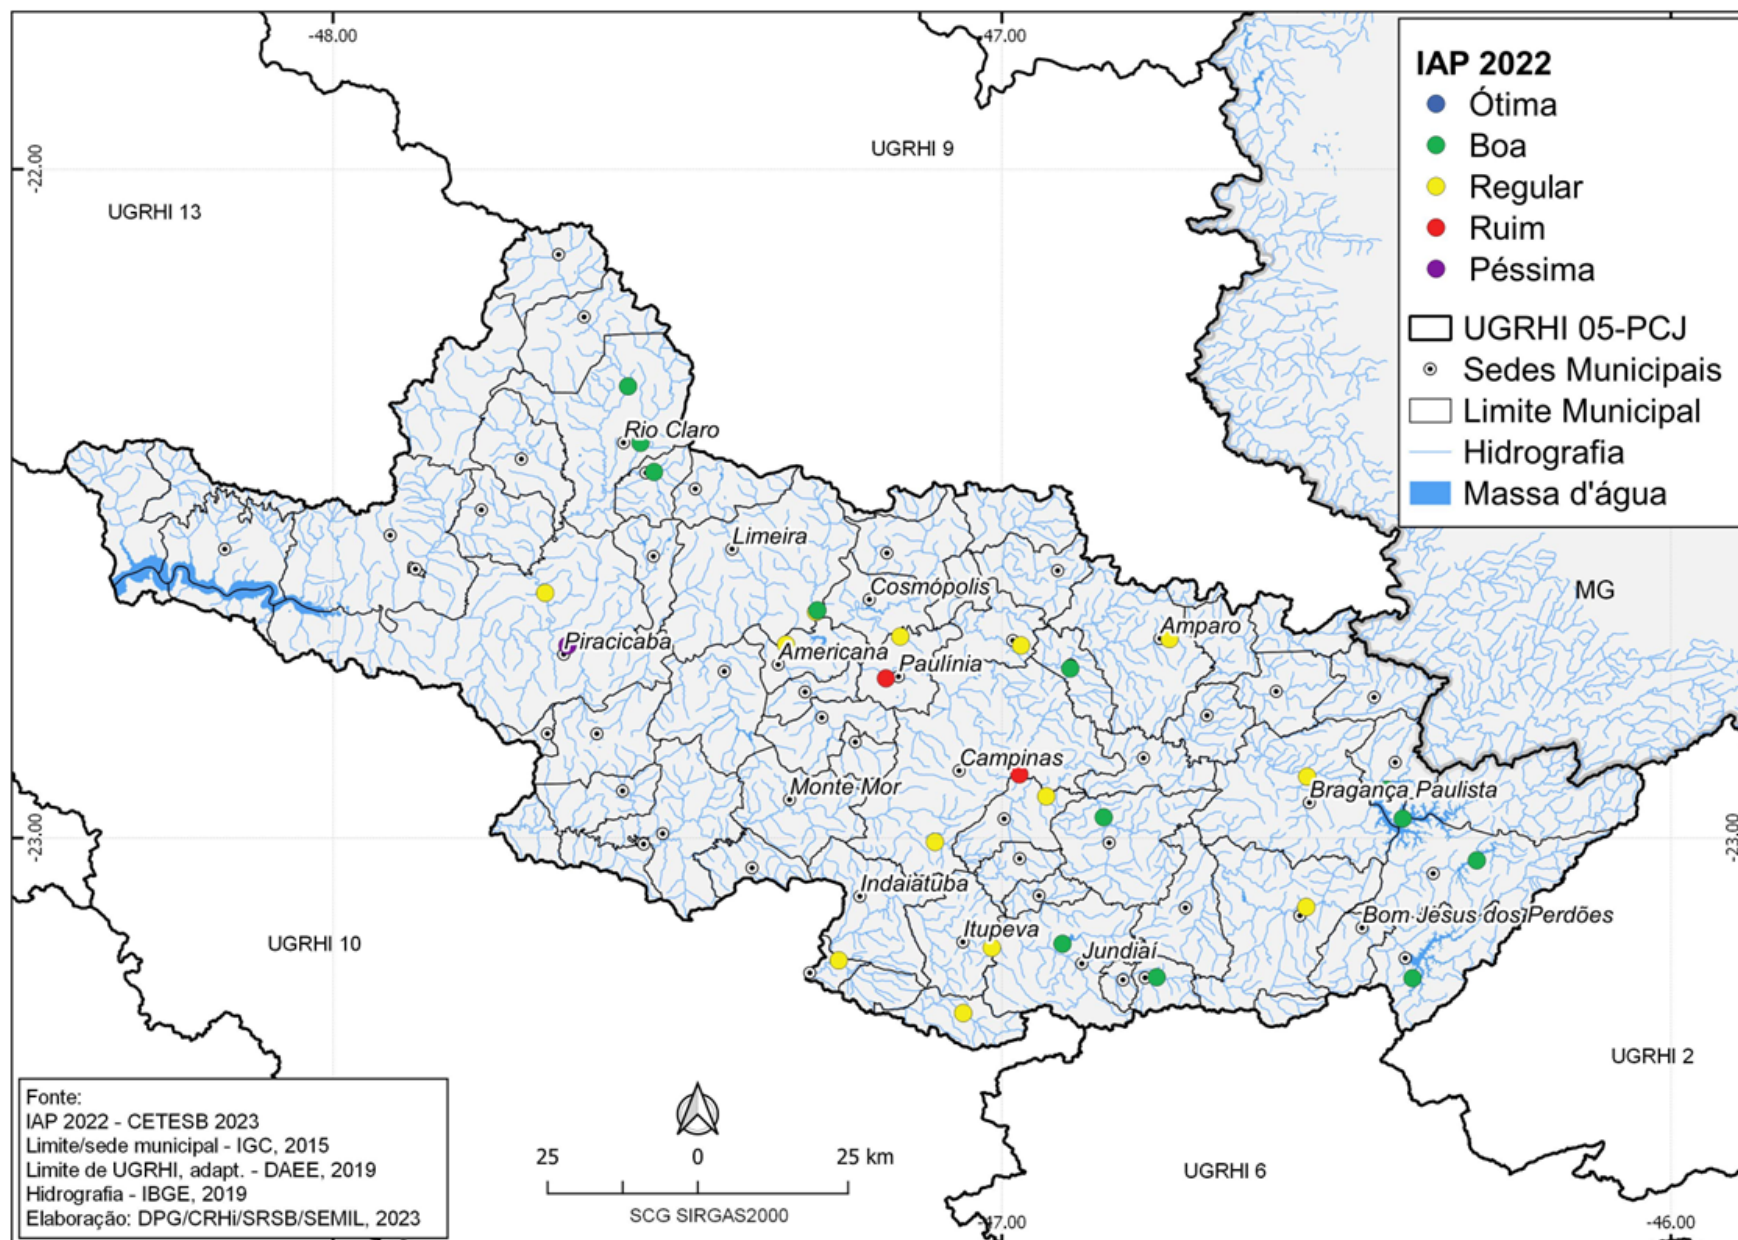 -48.00
-47.00
UGRHI 9
-22.00
UGRHI 13
IAP 2022
Ótima
Boa
Regular
Ruim
Péssima
UGRHI 05-PCJ
Sedes Municipais
Limite Municipal
Hidrografia
Massa d'água
Rio Claro
Limeira
Cosmópolis
MG
Piracicaba
Americana
Paulínia
Amparo
Campinas
Monte Mor
Bragança Paulista
-23.00
-23.00
Indaiatuba
Itupeva
Jundiaí
Bom Jesus dos Perdões
UGRHI 10
UGRHI 2
Fonte:
IAP 2022 - CETESB 2023
Limite/sede municipal - IGC, 2015
Limite de UGRHI, adapt. - DAEE, 2019
Hidrografia - IBGE, 2019
Elaboração: DPG/CRHi/SRSB/SEMIL, 2023
25 0 25 km
SCG SIRGAS2000
UGRHI 6
-47.00
-46.00